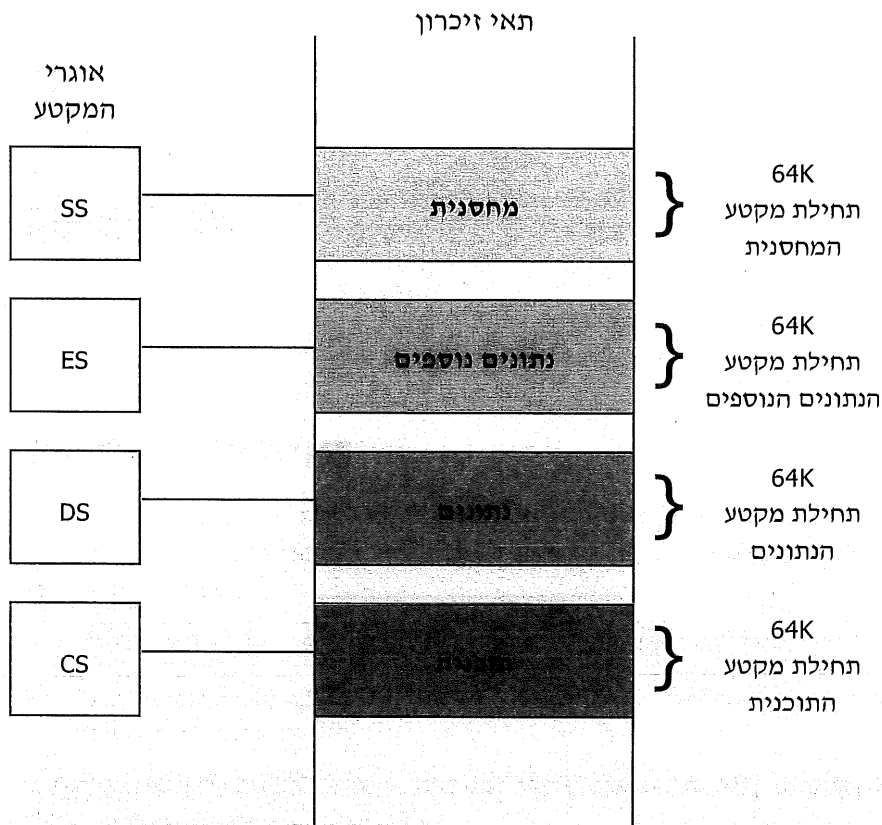 תאי זיכרון
אוגרי
המקטע
SS
מחסנית
64K
תחילת מקטע
המחסנית
ES
נתונים נוספים
64K
תחילת מקטע
הנתונים הנוספים
DS
נתונים
64K
תחילת מקטע
הנתונים
CS
64K
תחילת מקטע
התוכנית